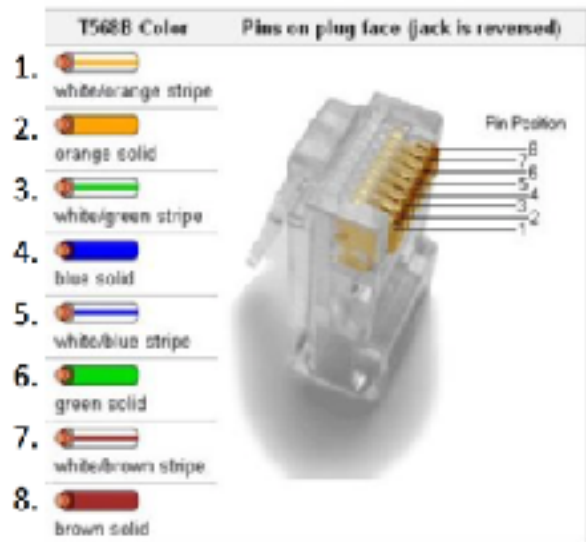 T568B Color
Pins on plug face (jack is reversed)
1.
white/orange stripe
2.
orange solid
3.
white/green stripe
4.
blue solid
5.
white/blue stripe
6.
green solid
7.
white/brown stripe
8.
brown solid
Pin Position
8
7
6
5
4
3
2
1